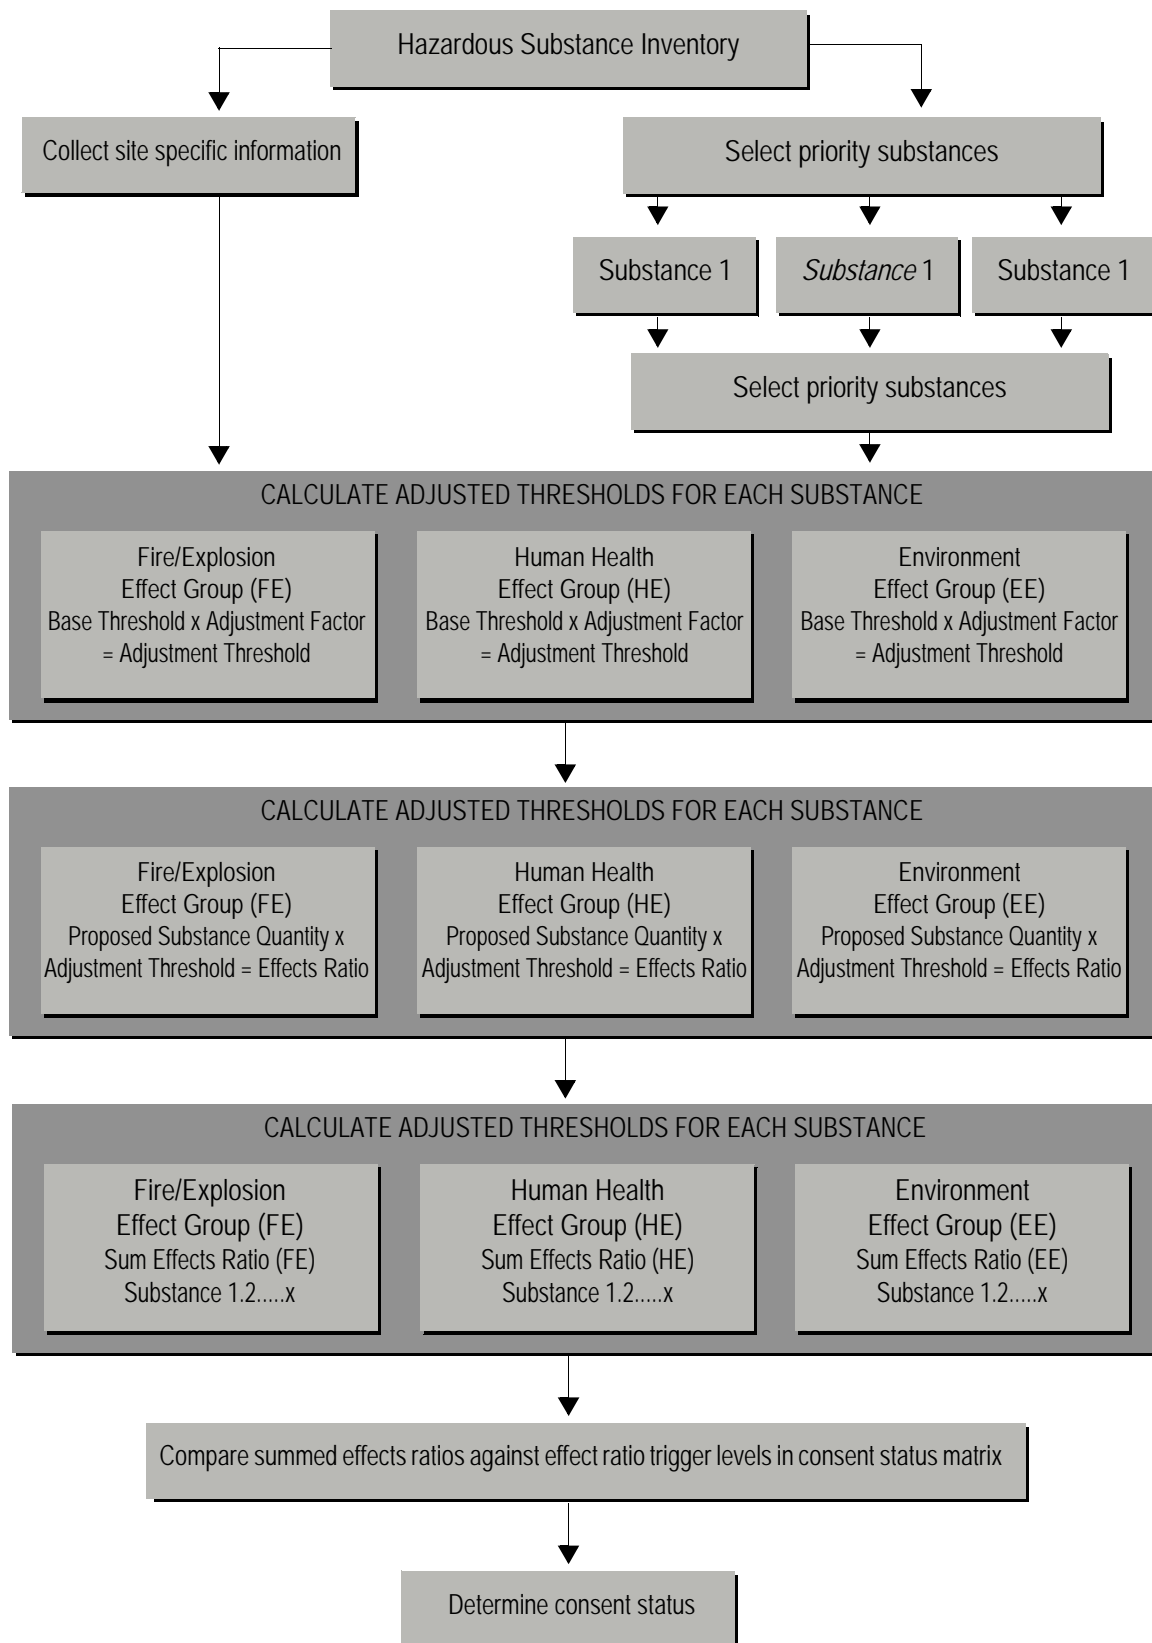 Hazardous Substance Inventory
Collect site specific information
Select priority substances
Substance 1
Substance 1
Substance 1
Select priority substances
CALCULATE ADJUSTED THRESHOLDS FOR EACH SUBSTANCE
Fire/Explosion
Effect Group (FE)
Base Threshold x Adjustment Factor
= Adjustment Threshold
Human Health
Effect Group (HE)
Base Threshold x Adjustment Factor
= Adjustment Threshold
Environment
Effect Group (EE)
Base Threshold x Adjustment Factor
= Adjustment Threshold
CALCULATE ADJUSTED THRESHOLDS FOR EACH SUBSTANCE
Fire/Explosion
Effect Group (FE)
Proposed Substance Quantity x
Adjustment Threshold = Effects Ratio
Human Health
Effect Group (HE)
Proposed Substance Quantity x
Adjustment Threshold = Effects Ratio
Environment
Effect Group (EE)
Proposed Substance Quantity x
Adjustment Threshold = Effects Ratio
CALCULATE ADJUSTED THRESHOLDS FOR EACH SUBSTANCE
Fire/Explosion
Effect Group (FE)
Sum Effects Ratio (FE)
Substance 1.2.....x
Human Health
Effect Group (HE)
Sum Effects Ratio (HE)
Substance 1.2.....x
Environment
Effect Group (EE)
Sum Effects Ratio (EE)
Substance 1.2.....x
Compare summed effects ratios against effect ratio trigger levels in consent status matrix
Determine consent status